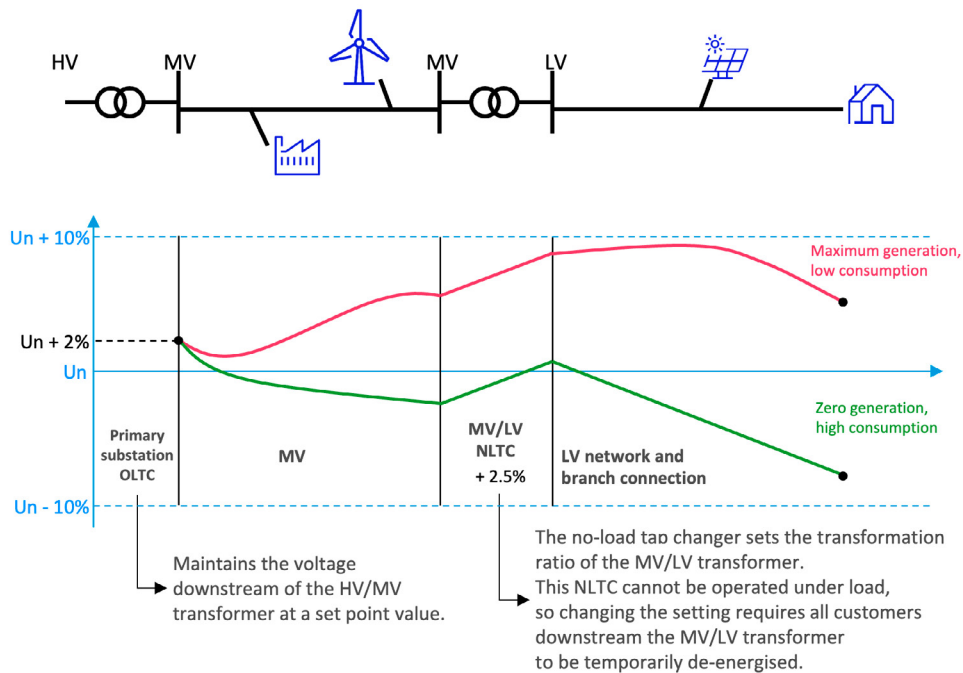 HV
MV
MV
LV
Un + 10%
Maximum generation,
low consumption
Un + 2%
Un
Zero generation,
high consumption
Primary
substation
OLTC
MV
MV/LV
NLTC
+ 2.5%
LV network and
branch connection
Un - 10%
Maintains the voltage
downstream of the HV/MV
transformer at a set point value.
The no-load tap changer sets the transformation
ratio of the MV/LV transformer.
This NLTC cannot be operated under load,
so changing the setting requires all customers
downstream the MV/LV transformer
to be temporarily de-energised.